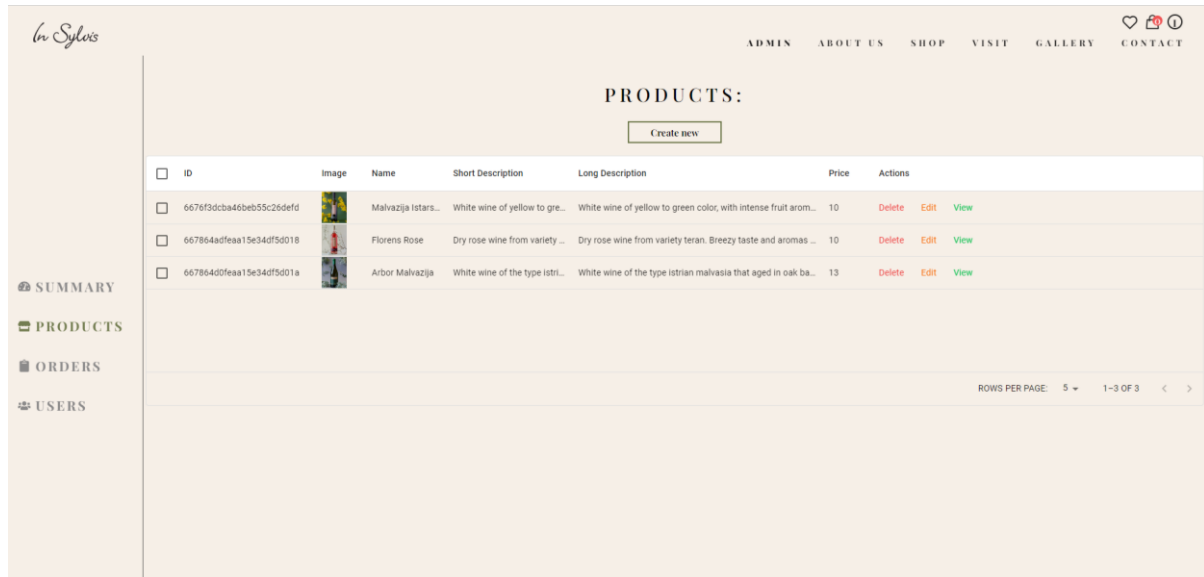 In Sylvis
0
ADMIN ABOUT US SHOP VISIT GALLERY CONTACT
PRODUCTS:
Create new
ID Image Name Short Description Long Description Price Actions
6676f3dcba46beb55c26defd Malvazija Istars... White wine of yellow to gre... White wine of yellow to green color, with intense fruit arom... 10 Delete Edit View
667864adfeaa15e34df5d018 Florens Rose Dry rose wine from variety ... Dry rose wine from variety teran. Breezy taste and aromas ... 10 Delete Edit View
667864d0feaa15e34df5d01a Arbor Malvazija White wine of the type istri... White wine of the type istrian malvasia that aged in oak ba... 13 Delete Edit View
SUMMARY
PRODUCTS
ORDERS
USERS
ROWS PER PAGE: 5 1–3 OF 3